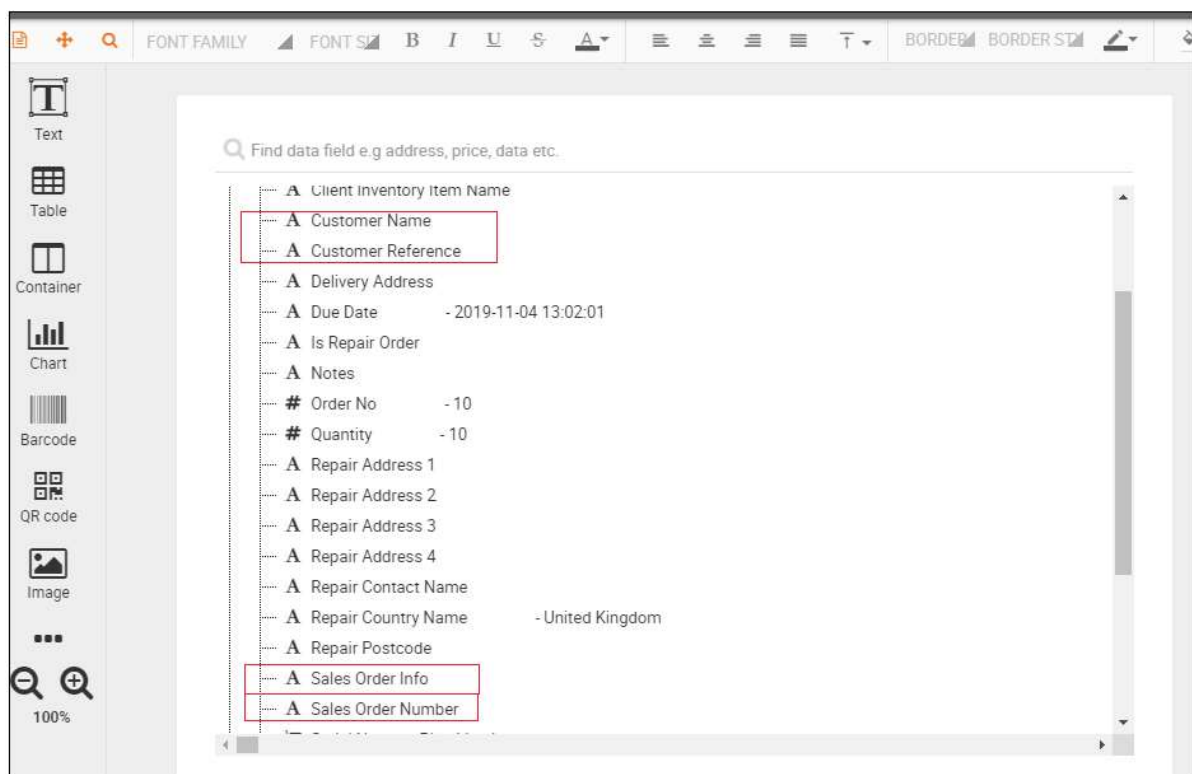 FONT FAMILY FONT SI B I U S A BORDER BORDER ST
Text
Table
Container
Chart
Barcode
QR code
Image
100%
Find data field e.g address, price, data etc.
A Client Inventory Item Name
A Customer Name
A Customer Reference
A Delivery Address
A Due Date - 2019-11-04 13:02:01
A Is Repair Order
A Notes
# Order No - 10
# Quantity - 10
A Repair Address 1
A Repair Address 2
A Repair Address 3
A Repair Address 4
A Repair Contact Name
A Repair Country Name - United Kingdom
A Repair Postcode
A Sales Order Info
A Sales Order Number